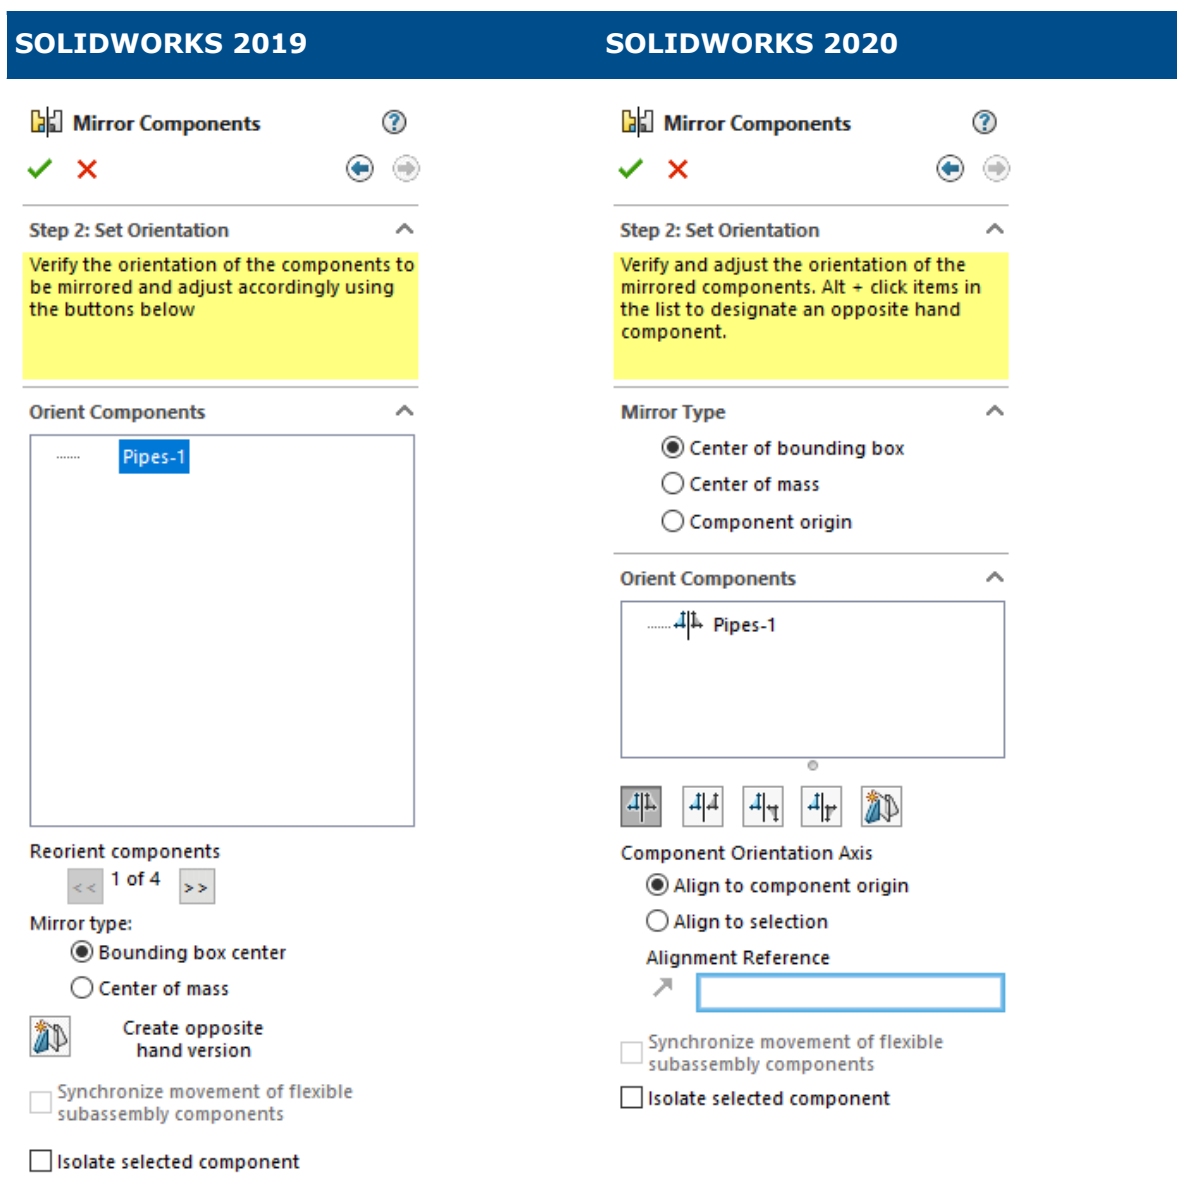 SOLIDWORKS 2019
Mirror Components
?
Step 2: Set Orientation
Verify the orientation of the components to
be mirrored and adjust accordingly using
the buttons below
Orient Components
Pipes-1
Reorient components
<< 1 of 4 >>
Mirror type:
Bounding box center
Center of mass
Create opposite
hand version
Synchronize movement of flexible
subassembly components
Isolate selected component
SOLIDWORKS 2020
Mirror Components
?
Step 2: Set Orientation
Verify and adjust the orientation of the
mirrored components. Alt + click items in
the list to designate an opposite hand
component.
Mirror Type
Center of bounding box
Center of mass
Component origin
Orient Components
Pipes-1
Component Orientation Axis
Align to component origin
Align to selection
Alignment Reference
Synchronize movement of flexible
subassembly components
Isolate selected component